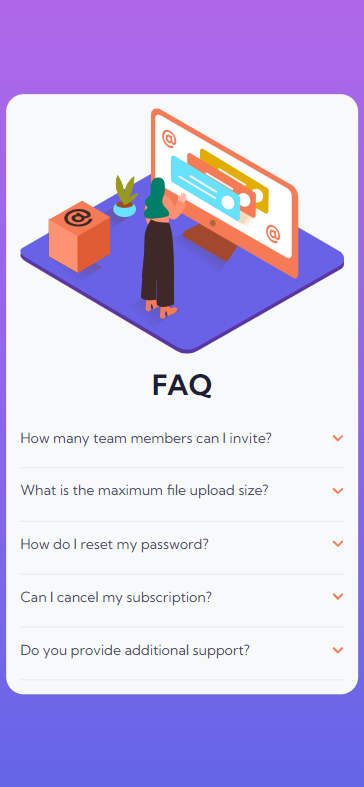 @
@
@
FAQ
How many team members can I invite?
What is the maximum file upload size?
How do I reset my password?
Can I cancel my subscription?
Do you provide additional support?